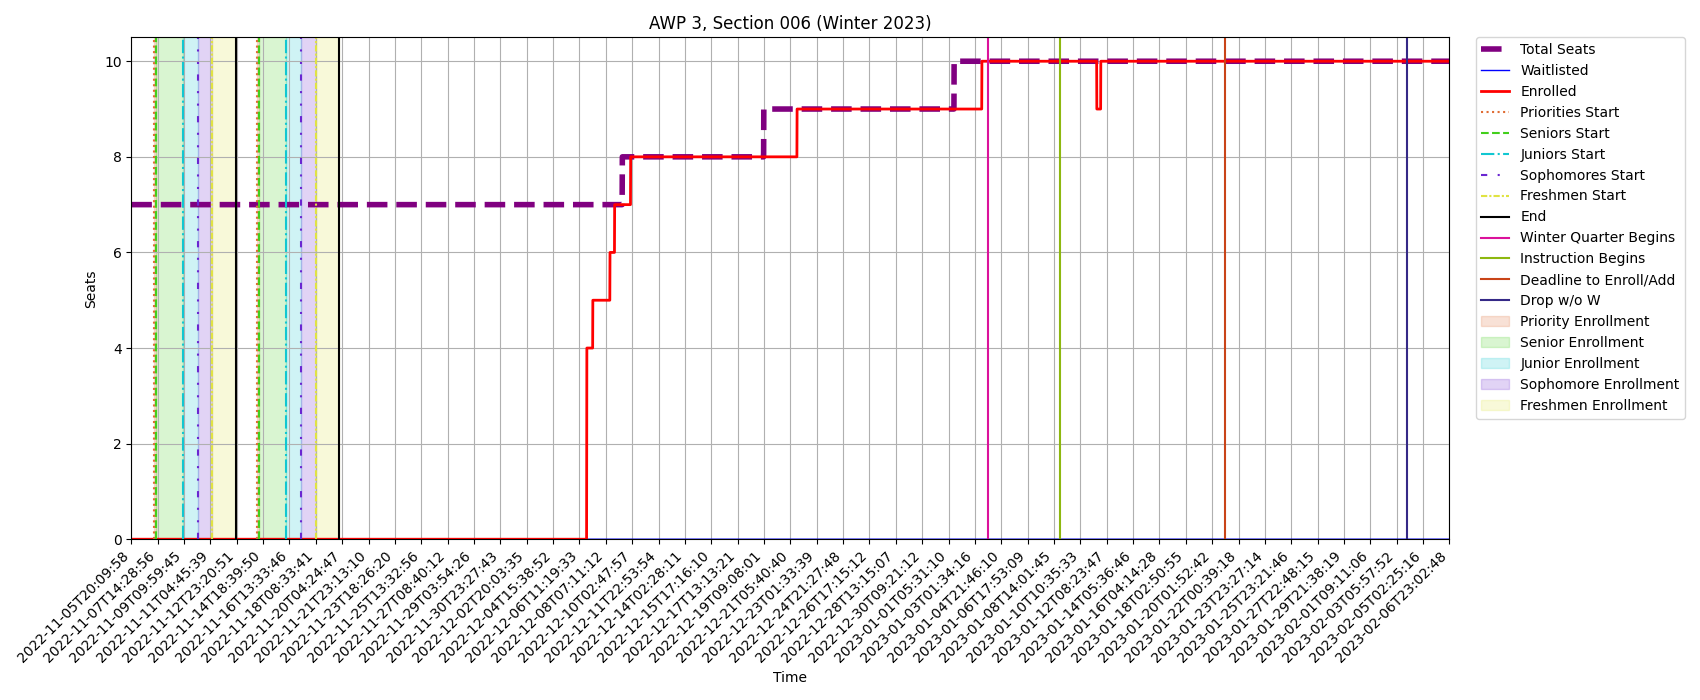 AWP 3, Section 006 (Winter 2023)
10
8
6
4
2
0
Seats
2022-11-05T20:09:58
2022-11-07T14:28:56
2022-11-09T09:59:45
2022-11-11T04:45:39
2022-11-12T23:20:51
2022-11-14T18:39:50
2022-11-16T13:33:46
2022-11-18T08:33:41
2022-11-20T04:24:47
2022-11-21T23:13:10
2022-11-23T18:26:20
2022-11-25T13:32:56
2022-11-27T08:40:12
2022-11-29T03:54:26
2022-11-30T23:27:43
2022-12-02T20:03:35
2022-12-04T15:38:52
2022-12-06T11:19:33
2022-12-08T07:11:12
2022-12-10T02:47:57
2022-12-11T22:53:54
2022-12-14T02:28:11
2022-12-15T17:16:10
2022-12-17T13:13:21
2022-12-19T09:08:01
2022-12-21T05:40:40
2022-12-23T01:33:39
2022-12-24T21:27:48
2022-12-26T17:15:12
2022-12-28T13:15:07
2022-12-30T09:21:12
2023-01-01T05:31:10
2023-01-03T01:34:16
2023-01-04T21:46:10
2023-01-06T17:53:09
2023-01-08T14:01:45
2023-01-10T10:35:33
2023-01-12T08:23:47
2023-01-14T05:36:46
2023-01-16T04:14:28
2023-01-18T02:50:55
2023-01-20T01:52:42
2023-01-22T00:39:18
2023-01-23T23:27:14
2023-01-25T23:21:46
2023-01-27T22:48:15
2023-01-29T21:38:19
2023-02-01T09:11:06
2023-02-03T05:57:52
2023-02-05T02:25:16
2023-02-06T23:02:48
Time
Total Seats
Waitlisted
Enrolled
Priorities Start
Seniors Start
Juniors Start
Sophomores Start
Freshmen Start
End
Winter Quarter Begins
Instruction Begins
Deadline to Enroll/Add
Drop w/o W
Priority Enrollment
Senior Enrollment
Junior Enrollment
Sophomore Enrollment
Freshmen Enrollment